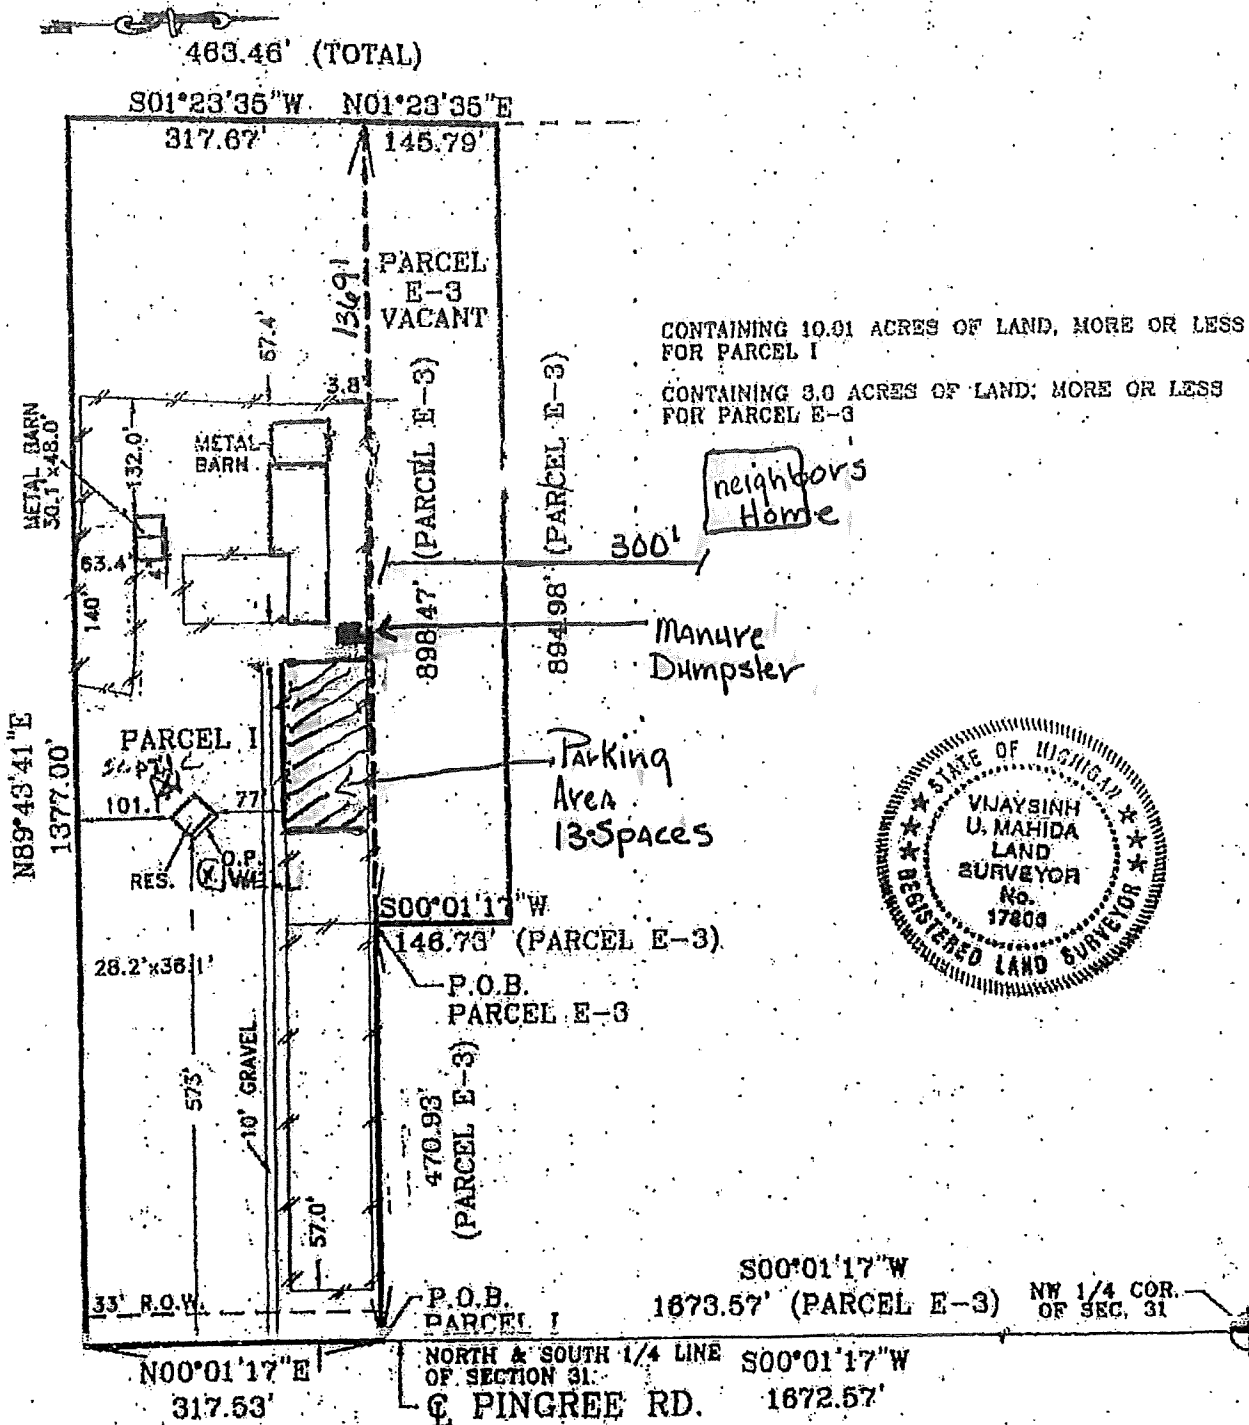 463.46' (TOTAL)
S01°23'35"W N01°23'35"E
317.67' 145.79'
PARCEL
E-3
VACANT
1369'
67.4'
CONTAINING 10.01 ACRES OF LAND, MORE OR LESS
FOR PARCEL I
CONTAINING 3.0 ACRES OF LAND; MORE OR LESS
FOR PARCEL E-3
METAL BARN
30.1'x48.0'
132.0'
METAL
BARN
63.4'
140'
898.47' (PARCEL E-3)
894.98' (PARCEL E-3)
neighbors
Home
300'
Manure
Dumpster
N89°43'41"E
1377.00'
PARCEL I
101.1'
77'
RES.
WELL
Parking
Area
13 Spaces
STATE OF MICHIGAN
VIJAYSINH
U. MAHIDA
LAND
SURVEYOR
No.
17806
REGISTERED LAND SURVEYOR
S00°01'17"W
146.73' (PARCEL E-3)
28.2'x36.1'
P.O.B.
PARCEL E-3
573'
10' GRAVEL
470.93'
(PARCEL E-3)
57.0'
33' R.O.W.
P.O.B.
PARCEL I
S00°01'17"W
1673.57' (PARCEL E-3)
NW 1/4 COR.
OF SEC. 31
N00°01'17"E
317.53'
NORTH & SOUTH 1/4 LINE
OF SECTION 31
S00°01'17"W
1672.57'
℄ PINGREE RD.